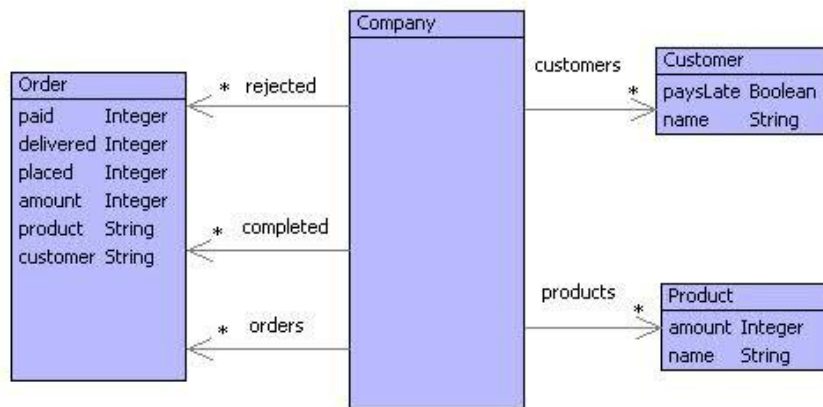 Company
Order
paid Integer
delivered Integer
placed Integer
amount Integer
product String
customer String
* rejected
* completed
* orders
customers
*
Customer
paysLate Boolean
name String
products
*
Product
amount Integer
name String